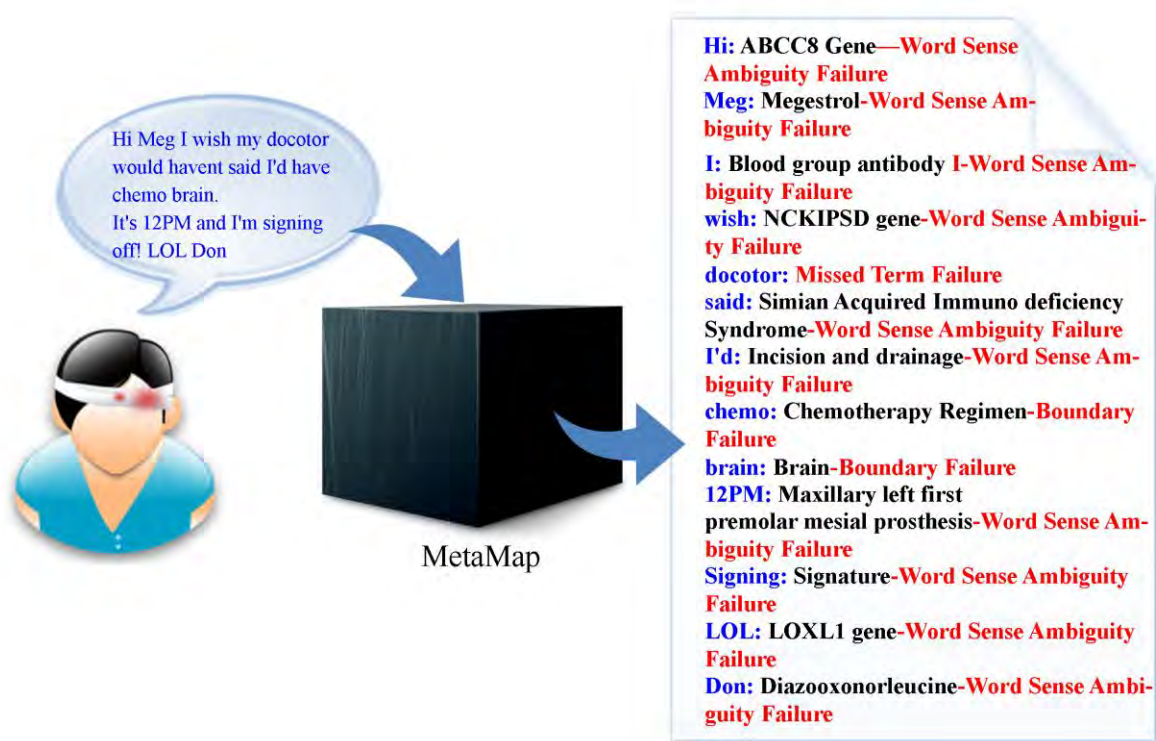 Hi Meg I wish my docotor
would havent said I'd have
chemo brain.
It's 12PM and I'm signing
off! LOL Don
MetaMap
Hi: ABCC8 Gene—Word Sense
Ambiguity Failure
Meg: Megestrol-Word Sense Am-
biguity Failure
I: Blood group antibody I-Word Sense Am-
biguity Failure
wish: NCKIPSD gene-Word Sense Ambigui-
ty Failure
docotor: Missed Term Failure
said: Simian Acquired Immuno deficiency
Syndrome-Word Sense Ambiguity Failure
I'd: Incision and drainage-Word Sense Am-
biguity Failure
chemo: Chemotherapy Regimen-Boundary
Failure
brain: Brain-Boundary Failure
12PM: Maxillary left first
premolar mesial prosthesis-Word Sense Am-
biguity Failure
Signing: Signature-Word Sense Ambiguity
Failure
LOL: LOXL1 gene-Word Sense Ambiguity
Failure
Don: Diazooxonorleucine-Word Sense Ambi-
guity Failure